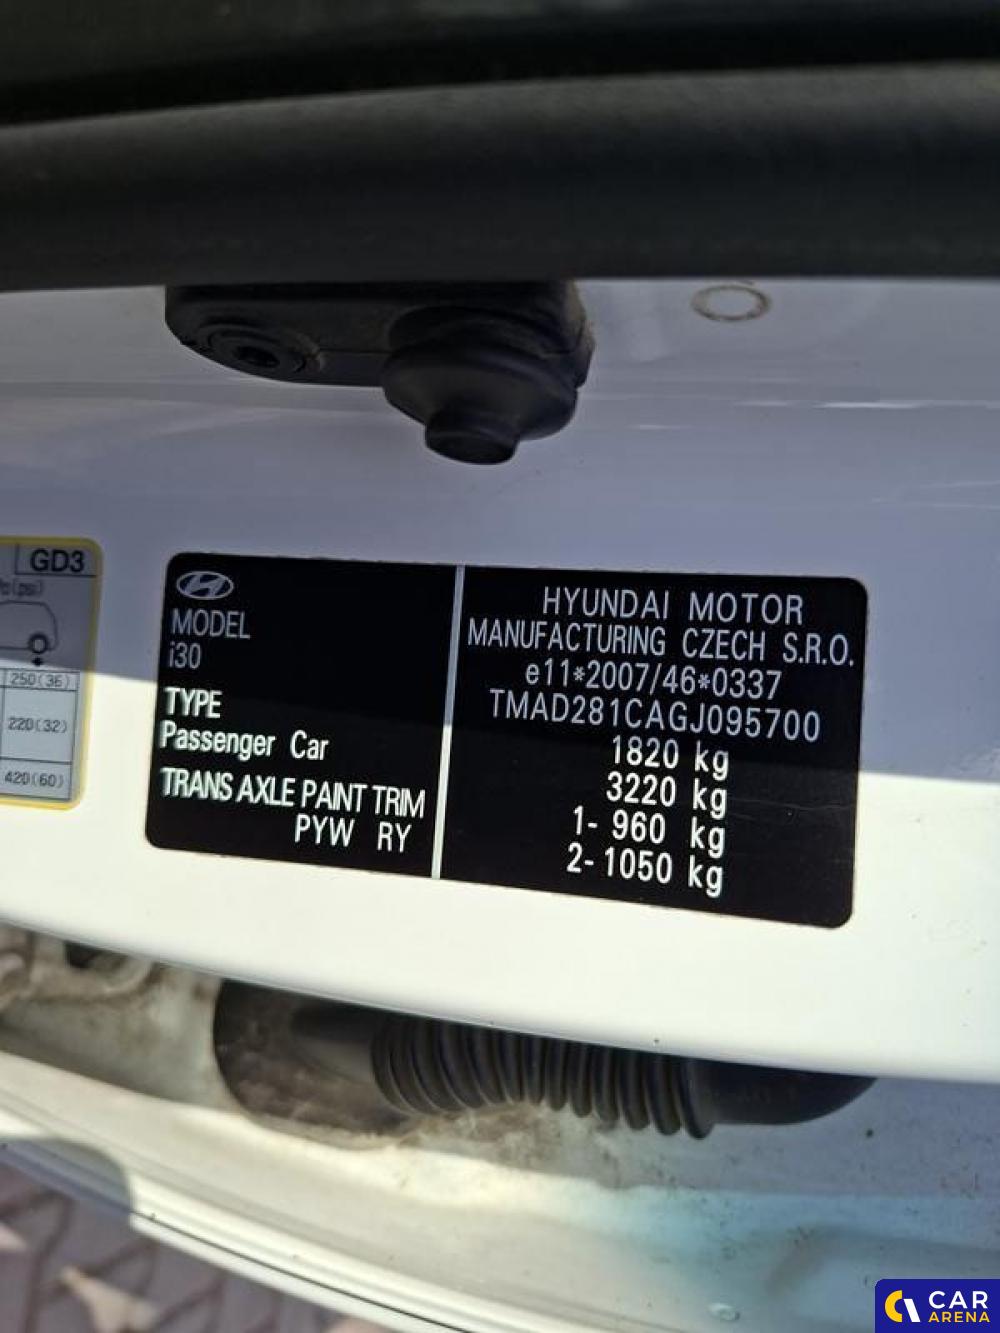 GD3
(psi)
250(36)
220(32)
420(60)
MODEL
i30
TYPE
Passenger Car
TRANS AXLE PAINT TRIM
PYW RY
HYUNDAI MOTOR
MANUFACTURING CZECH S.R.O.
e11*2007/46*0337
TMAD281CAGJ095700
1820 kg
3220 kg
1- 960 kg
2- 1050 kg
CAR
ARENA